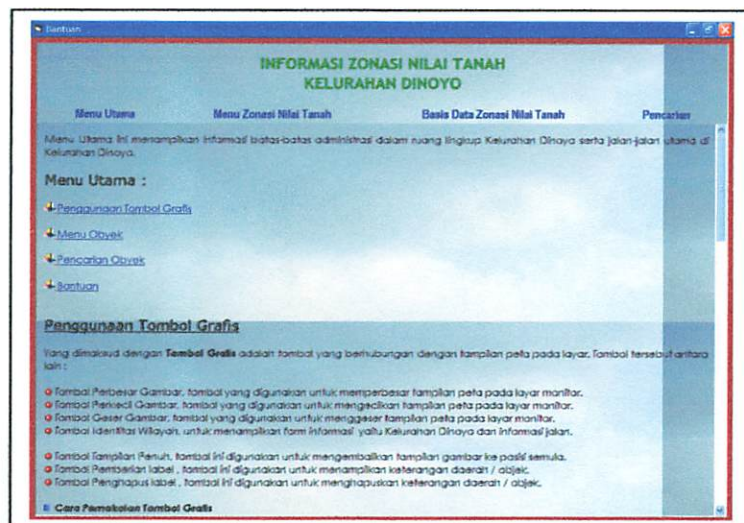 Bantuan
INFORMASI ZONASI NILAI TANAH
KELURAHAN DINOYO
Menu Utama Menu Zonasi Nilai Tanah Basis Data Zonasi Nilai Tanah Pencarian
Menu Utama ini menampilkan informasi batas-batas administrasi dalam ruang lingkup Kelurahan Dinoyo serta jalan-jalan utama di
Kelurahan Dinoyo.
Menu Utama :
Penggunaan Tombol Grafis
Menu Obyek
Pencarian Obyek
Bantuan
Penggunaan Tombol Grafis
Yang dimaksud dengan Tombol Grafis adalah tombol yang berhubungan dengan tampilan peta pada layar. Tombol tersebut antara
lain :
Tombol Perbesar Gambar, tombol yang digunakan untuk memperbesar tampilan peta pada layar monitor.
Tombol Perkecil Gambar, tombol yang digunakan untuk mengecilkan tampilan peta pada layar monitor.
Tombol Geser Gambar, tombol yang digunakan untuk menggeser tampilan peta pada layar monitor.
Tombol Identitas Wilayah, untuk menampilkan form informasi yaitu Kelurahan Dinoyo dan informasi jalan.
Tombol Tampilan Penuh, tombol ini digunakan untuk mengembalikan tampilan gambar ke posisi semula.
Tombol Pemberian label , tombol ini digunakan untuk menampilkan keterangan daerah / objek.
Tombol Penghapus label , tombol ini digunakan untuk menghapuskan keterangan daerah / objek.
Cara Pemakaian Tombol Grafis